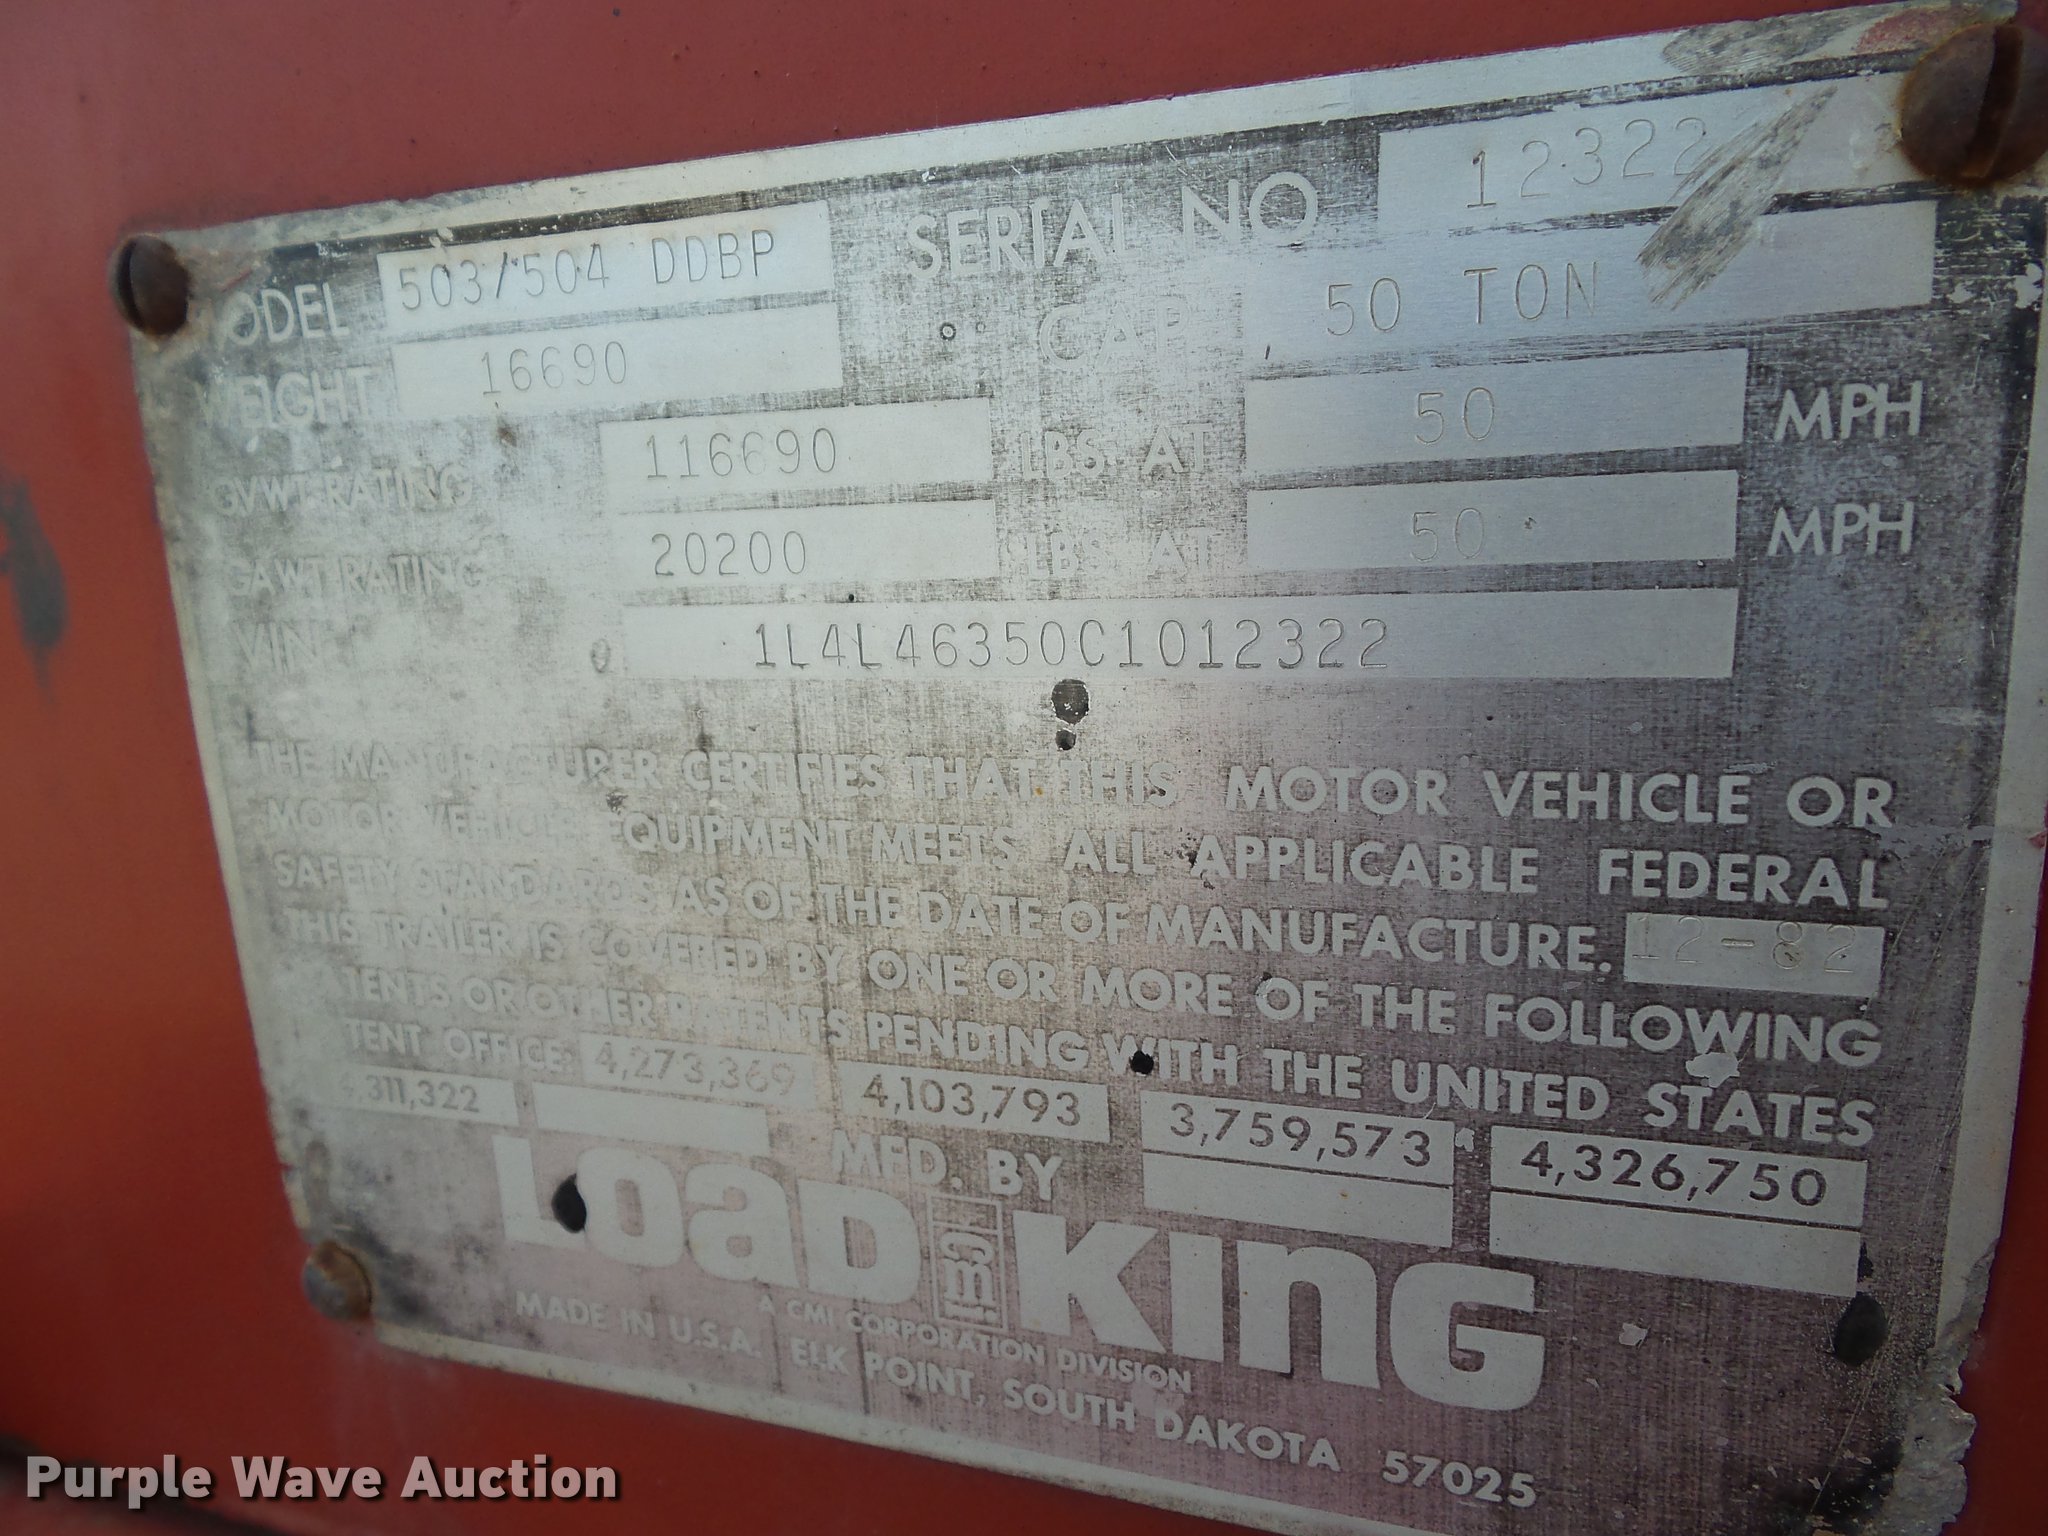 MODEL 503/504 DDBP SERIAL NO 12322
WEIGHT 16690 CAP. 50 TON
GVWT RATING 116690 LBS. AT 50 MPH
GAWT RATING 20200 LBS. AT 50 MPH
VIN 1L4L46350C1012322
THE MANUFACTURER CERTIFIES THAT THIS MOTOR VEHICLE OR
MOTOR VEHICLE EQUIPMENT MEETS ALL APPLICABLE FEDERAL
SAFETY STANDARDS AS OF THE DATE OF MANUFACTURE. 12-82
THIS TRAILER IS COVERED BY ONE OR MORE OF THE FOLLOWING
PATENTS OR OTHER PATENTS PENDING WITH THE UNITED STATES
PATENT OFFICE: 4,273,369 4,103,793 3,759,573 4,326,750
4,311,322
MFD. BY
LOAD CMI KING
A CMI CORPORATION DIVISION
MADE IN U.S.A. ELK POINT, SOUTH DAKOTA 57025
Purple Wave Auction